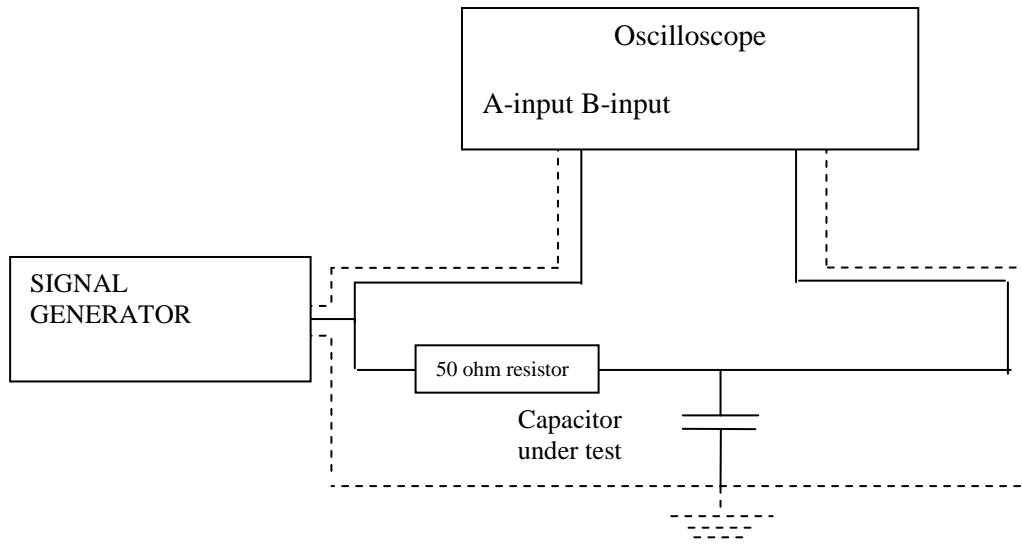 Oscilloscope
A-input B-input
SIGNAL
GENERATOR
50 ohm resistor
Capacitor
under test